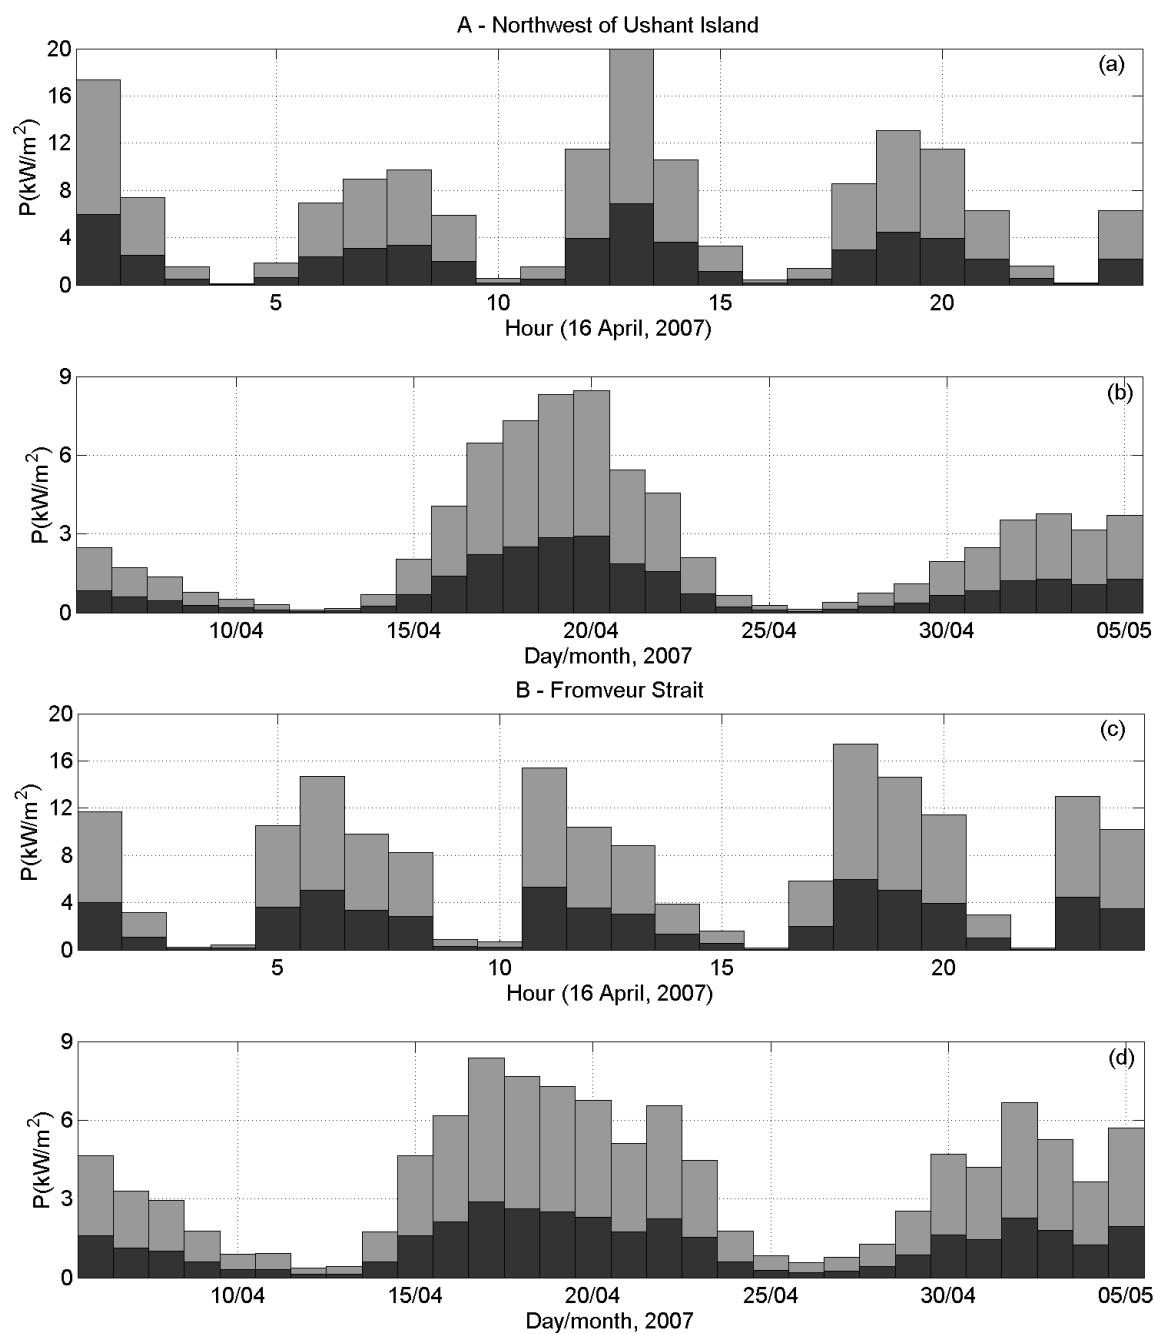 A - Northwest of Ushant Island
(a)
P(kW/m²)
20
16
12
8
4
0
5 10 15 20
Hour (16 April, 2007)
(b)
P(kW/m²)
9
6
3
0
10/04 15/04 20/04 25/04 30/04 05/05
Day/month, 2007
B - Fromveur Strait
(c)
P(kW/m²)
20
16
12
8
4
0
5 10 15 20
Hour (16 April, 2007)
(d)
P(kW/m²)
9
6
3
0
10/04 15/04 20/04 25/04 30/04 05/05
Day/month, 2007